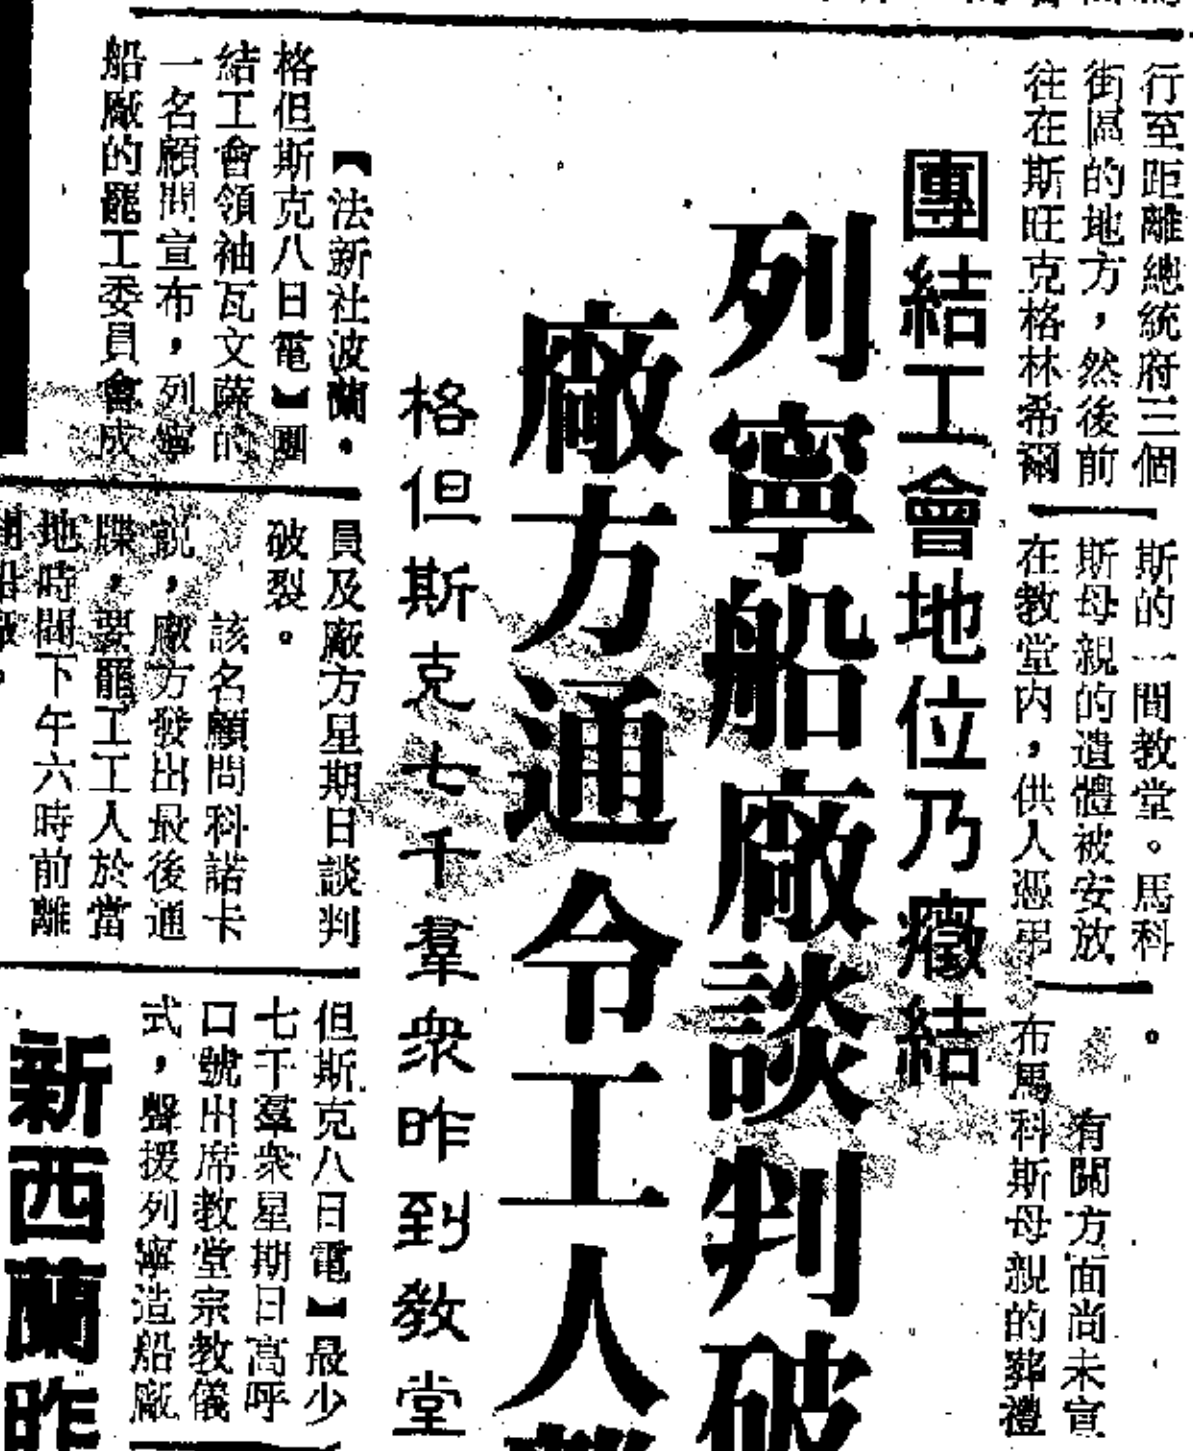 行至距離總統府三個
街區的地方，然後前
往在斯旺克格林希爾
斯的一間教堂。馬科
斯母親的遺體被安放
在教堂內，供人憑弔
。
有關方面尚未宣
布馬科斯母親的葬禮
團結工會地位乃癥結
列寧船廠談判破
廠方通令工人
格但斯克七千羣衆昨到教堂
【法新社波蘭·
格但斯克八日電】團
結工會領袖瓦文薩的
一名顧問宣布，列寧
船廠的罷工委員會成
員及廠方星期日談判
破裂。
該名顧問科諾卡
説，廠方發出最後通
牒，要罷工工人於當
地時間下午六時前離
開船廠。
但斯克八日電】最少
七千羣衆星期日高呼
口號出席教堂宗教儀
式，聲援列寧造船廠
新西蘭昨